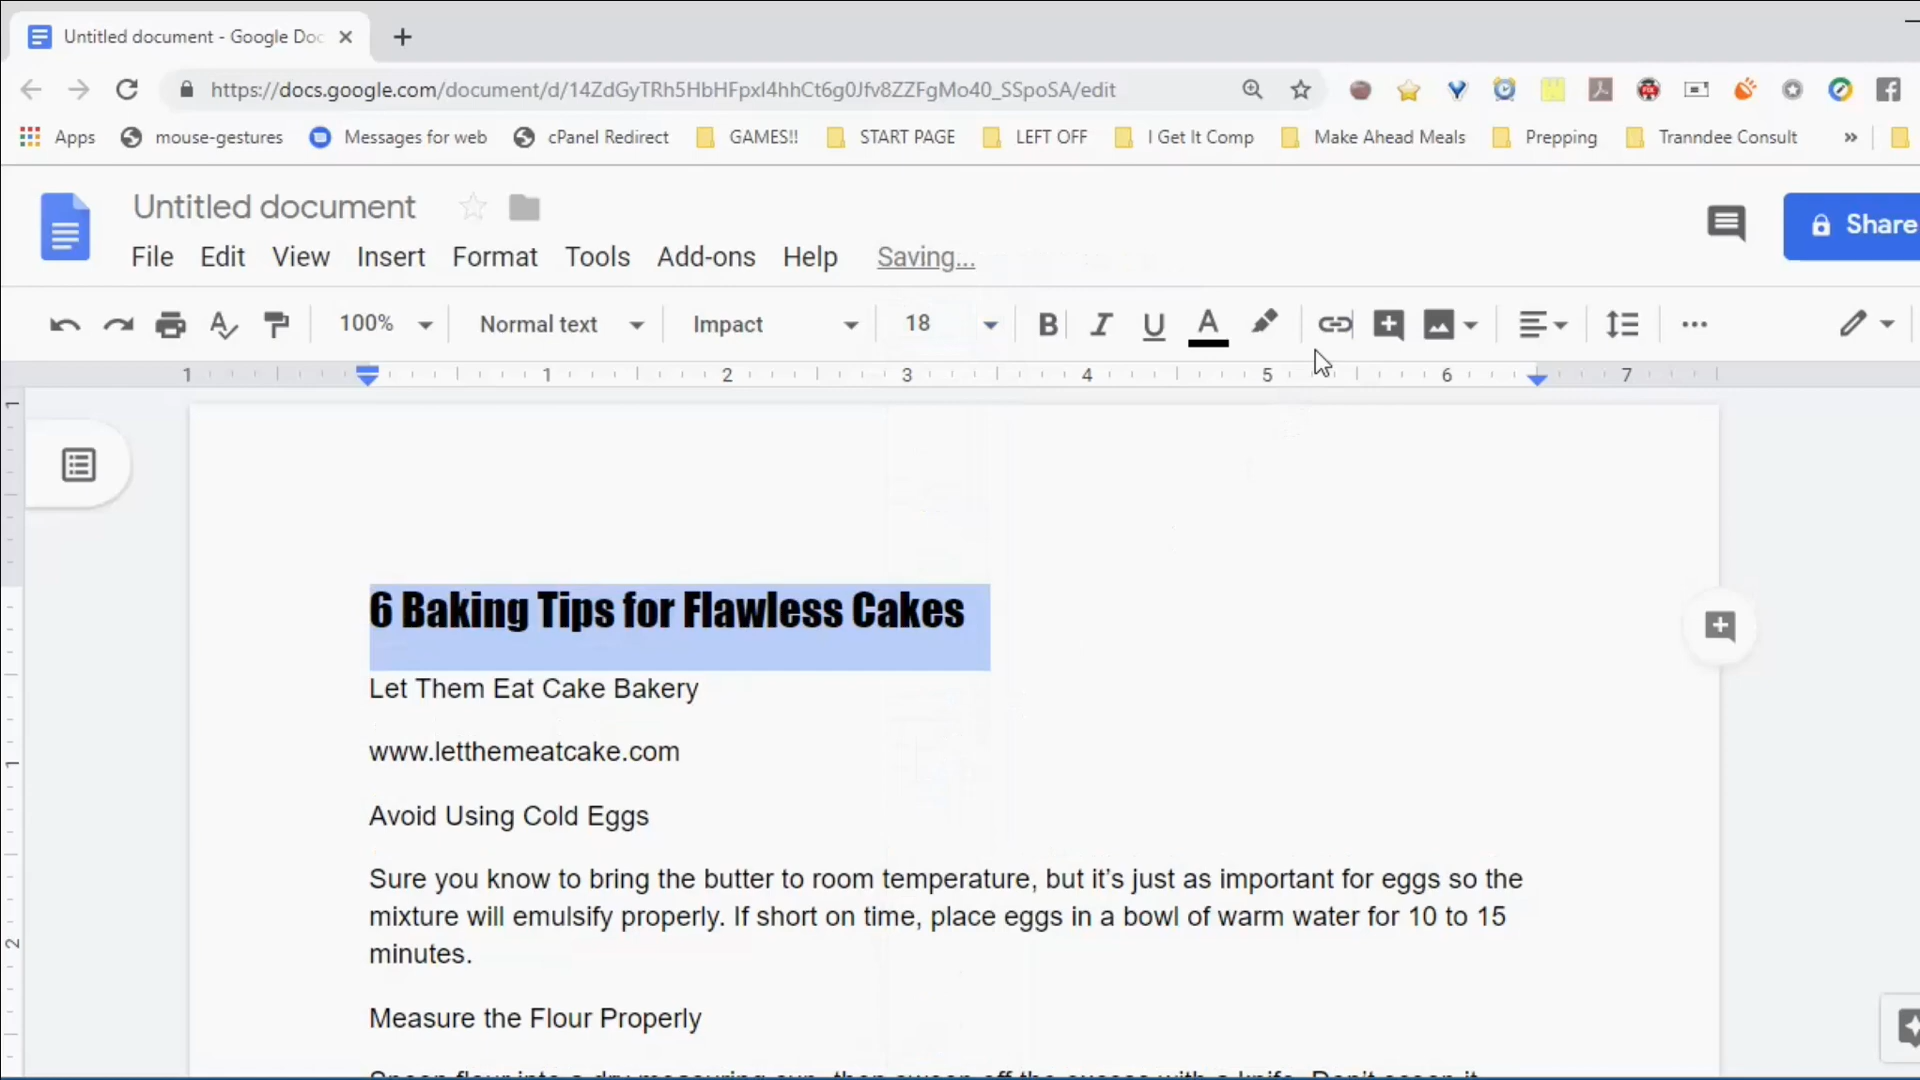 Untitled document - Google Doc
https://docs.google.com/document/d/14ZdGyTRh5HbHFpxI4hhCt6g0Jfv8ZZFgMo40_SSpoSA/edit
Apps mouse-gestures Messages for web cPanel Redirect GAMES!! START PAGE LEFT OFF I Get It Comp Make Ahead Meals Prepping Tranndee Consult »
Untitled document
Share
File Edit View Insert Format Tools Add-ons Help Saving...
100% Normal text Impact 18 B I U A
1 1 2 3 4 5 6 7
1
6 Baking Tips for Flawless Cakes
Let Them Eat Cake Bakery
www.letthemeatcake.com
1
Avoid Using Cold Eggs
Sure you know to bring the butter to room temperature, but it’s just as important for eggs so the
mixture will emulsify properly. If short on time, place eggs in a bowl of warm water for 10 to 15
2
minutes.
Measure the Flour Properly